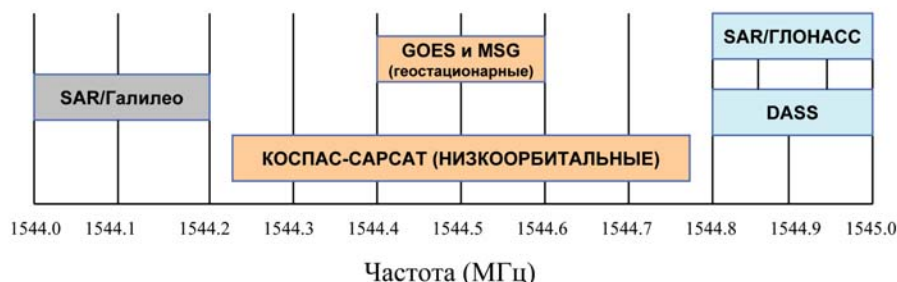 GOES и MSG
(геостационарные)
SAR/ГЛОНАСС
SAR/Галилео
DASS
КОСПАС-САРСАТ (НИЗКООРБИТАЛЬНЫЕ)
1544.0 1544.1 1544.2 1544.3 1544.4 1544.5 1544.6 1544.7 1544.8 1544.9 1545.0
Частота (МГц)